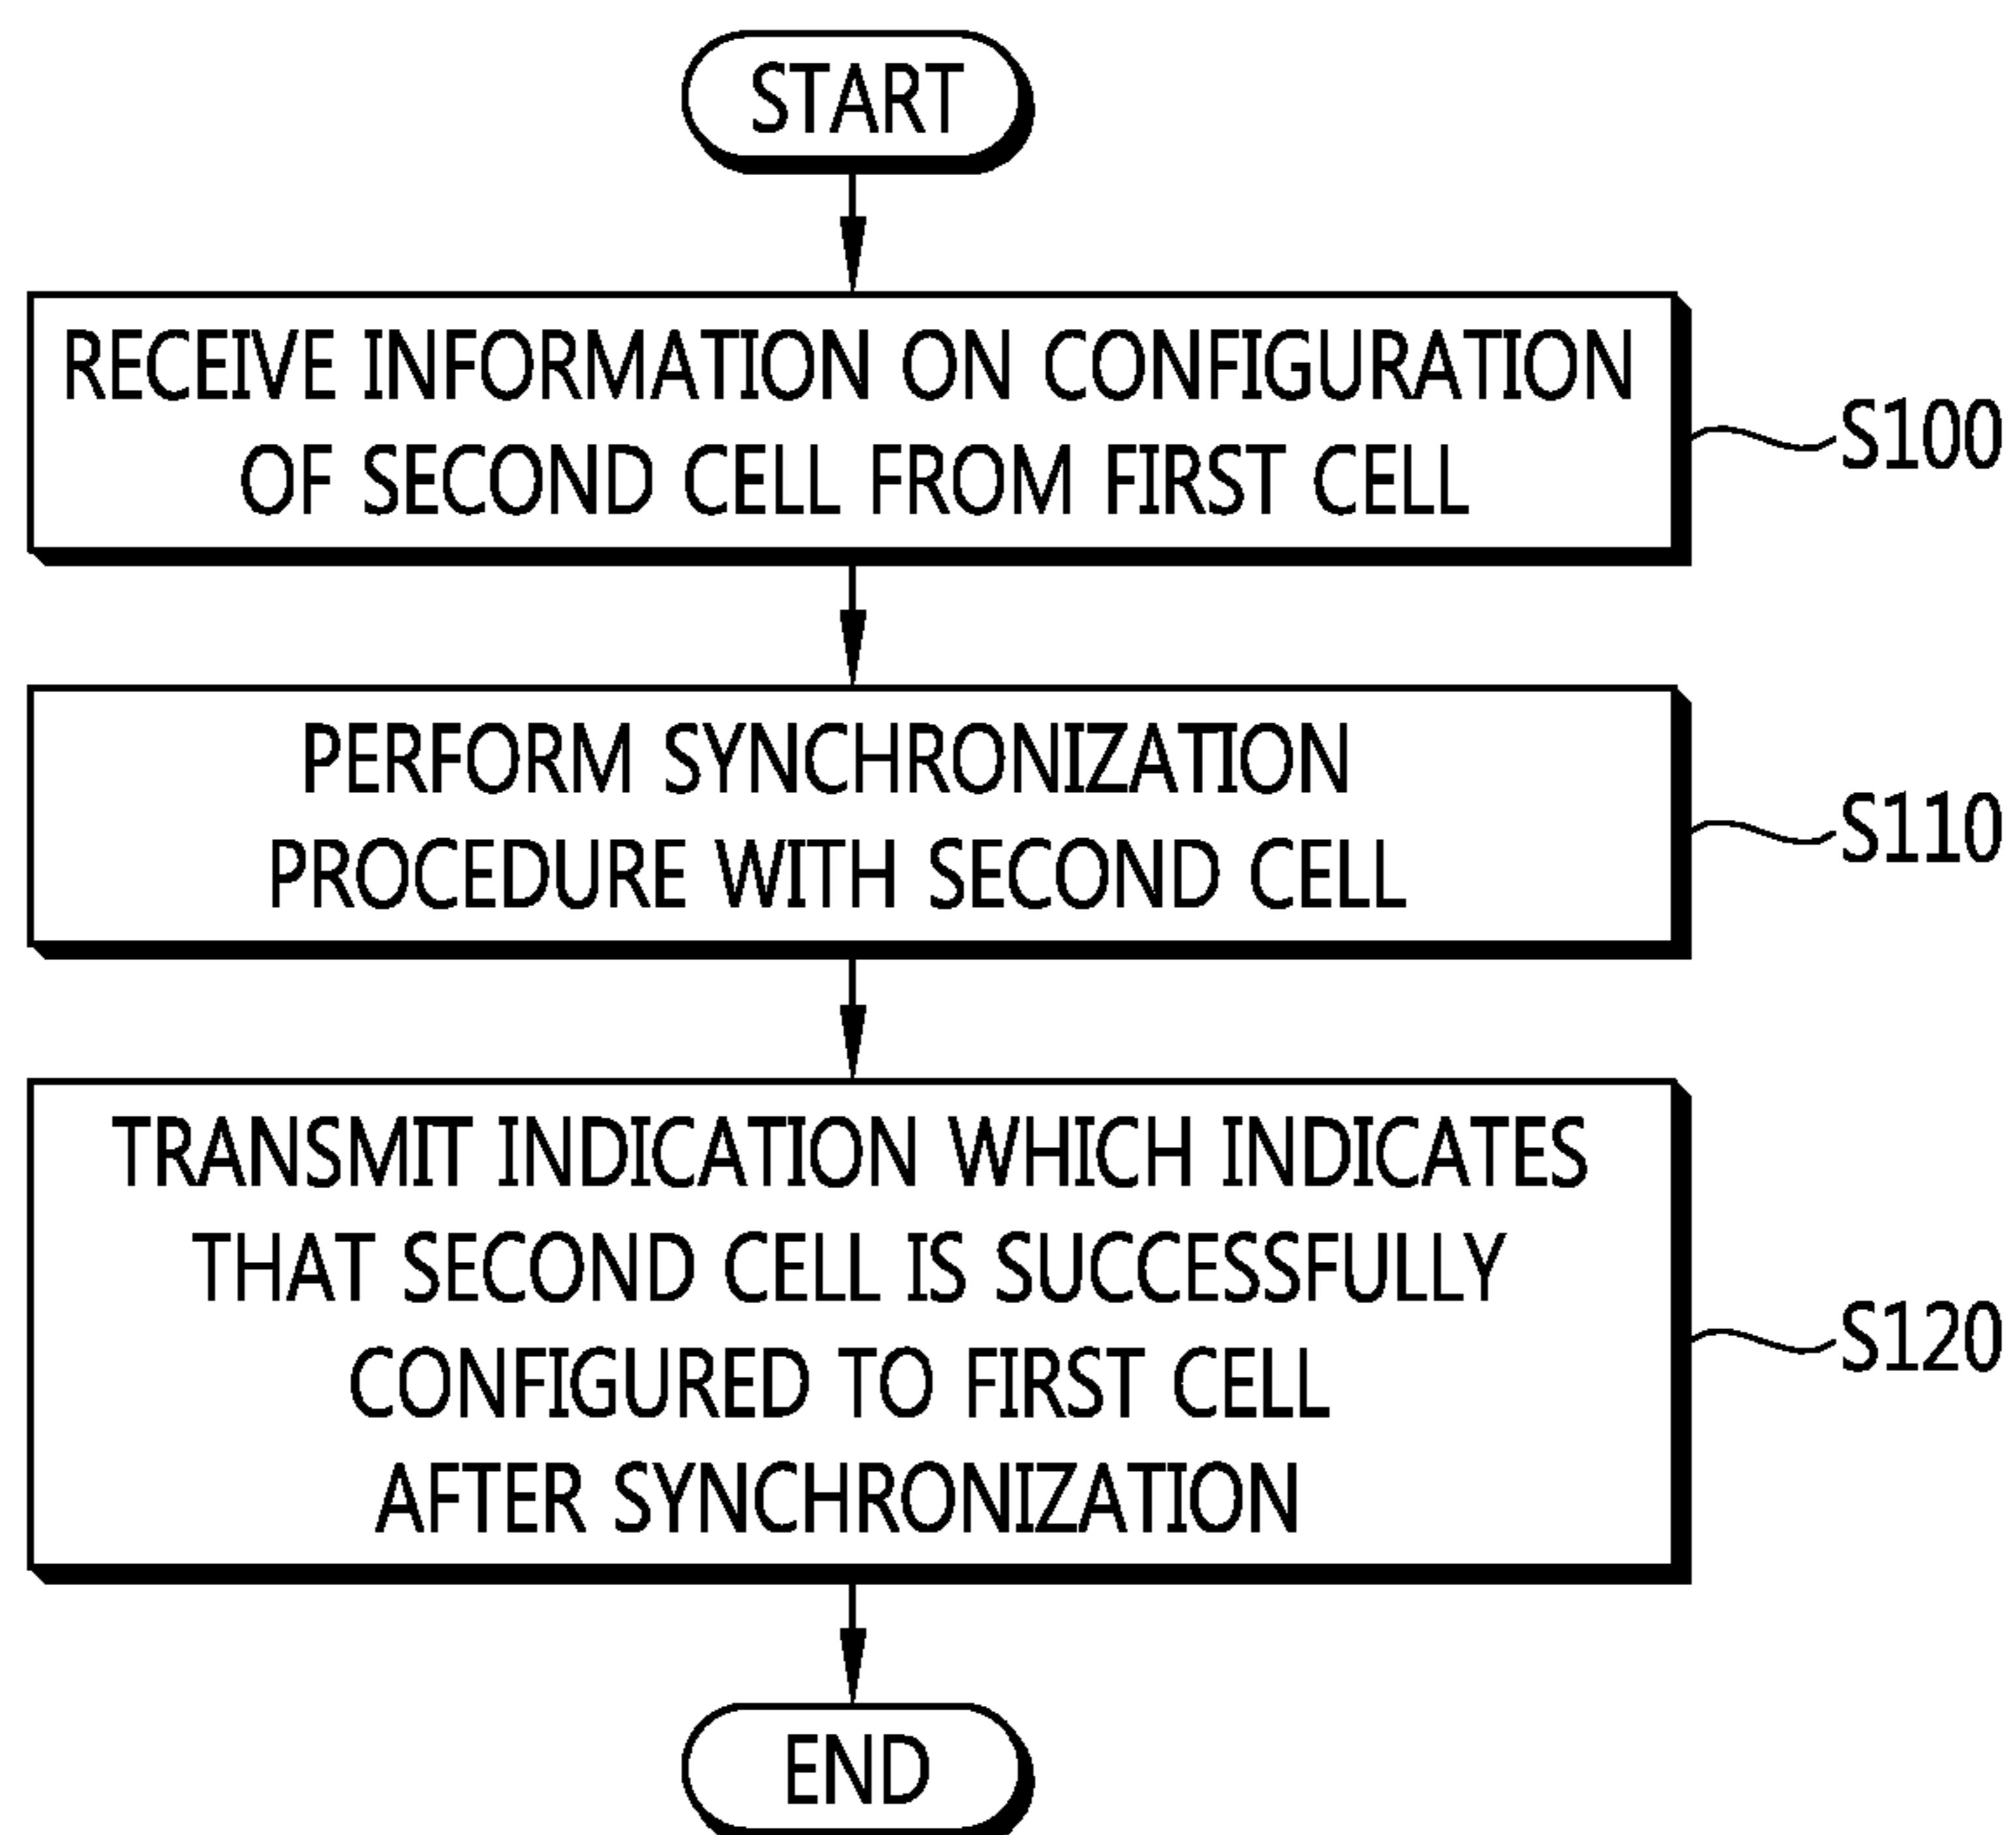 START
RECEIVE INFORMATION ON CONFIGURATION
OF SECOND CELL FROM FIRST CELL
S100
PERFORM SYNCHRONIZATION
PROCEDURE WITH SECOND CELL
S110
TRANSMIT INDICATION WHICH INDICATES
THAT SECOND CELL IS SUCCESSFULLY
CONFIGURED TO FIRST CELL
AFTER SYNCHRONIZATION
S120
END